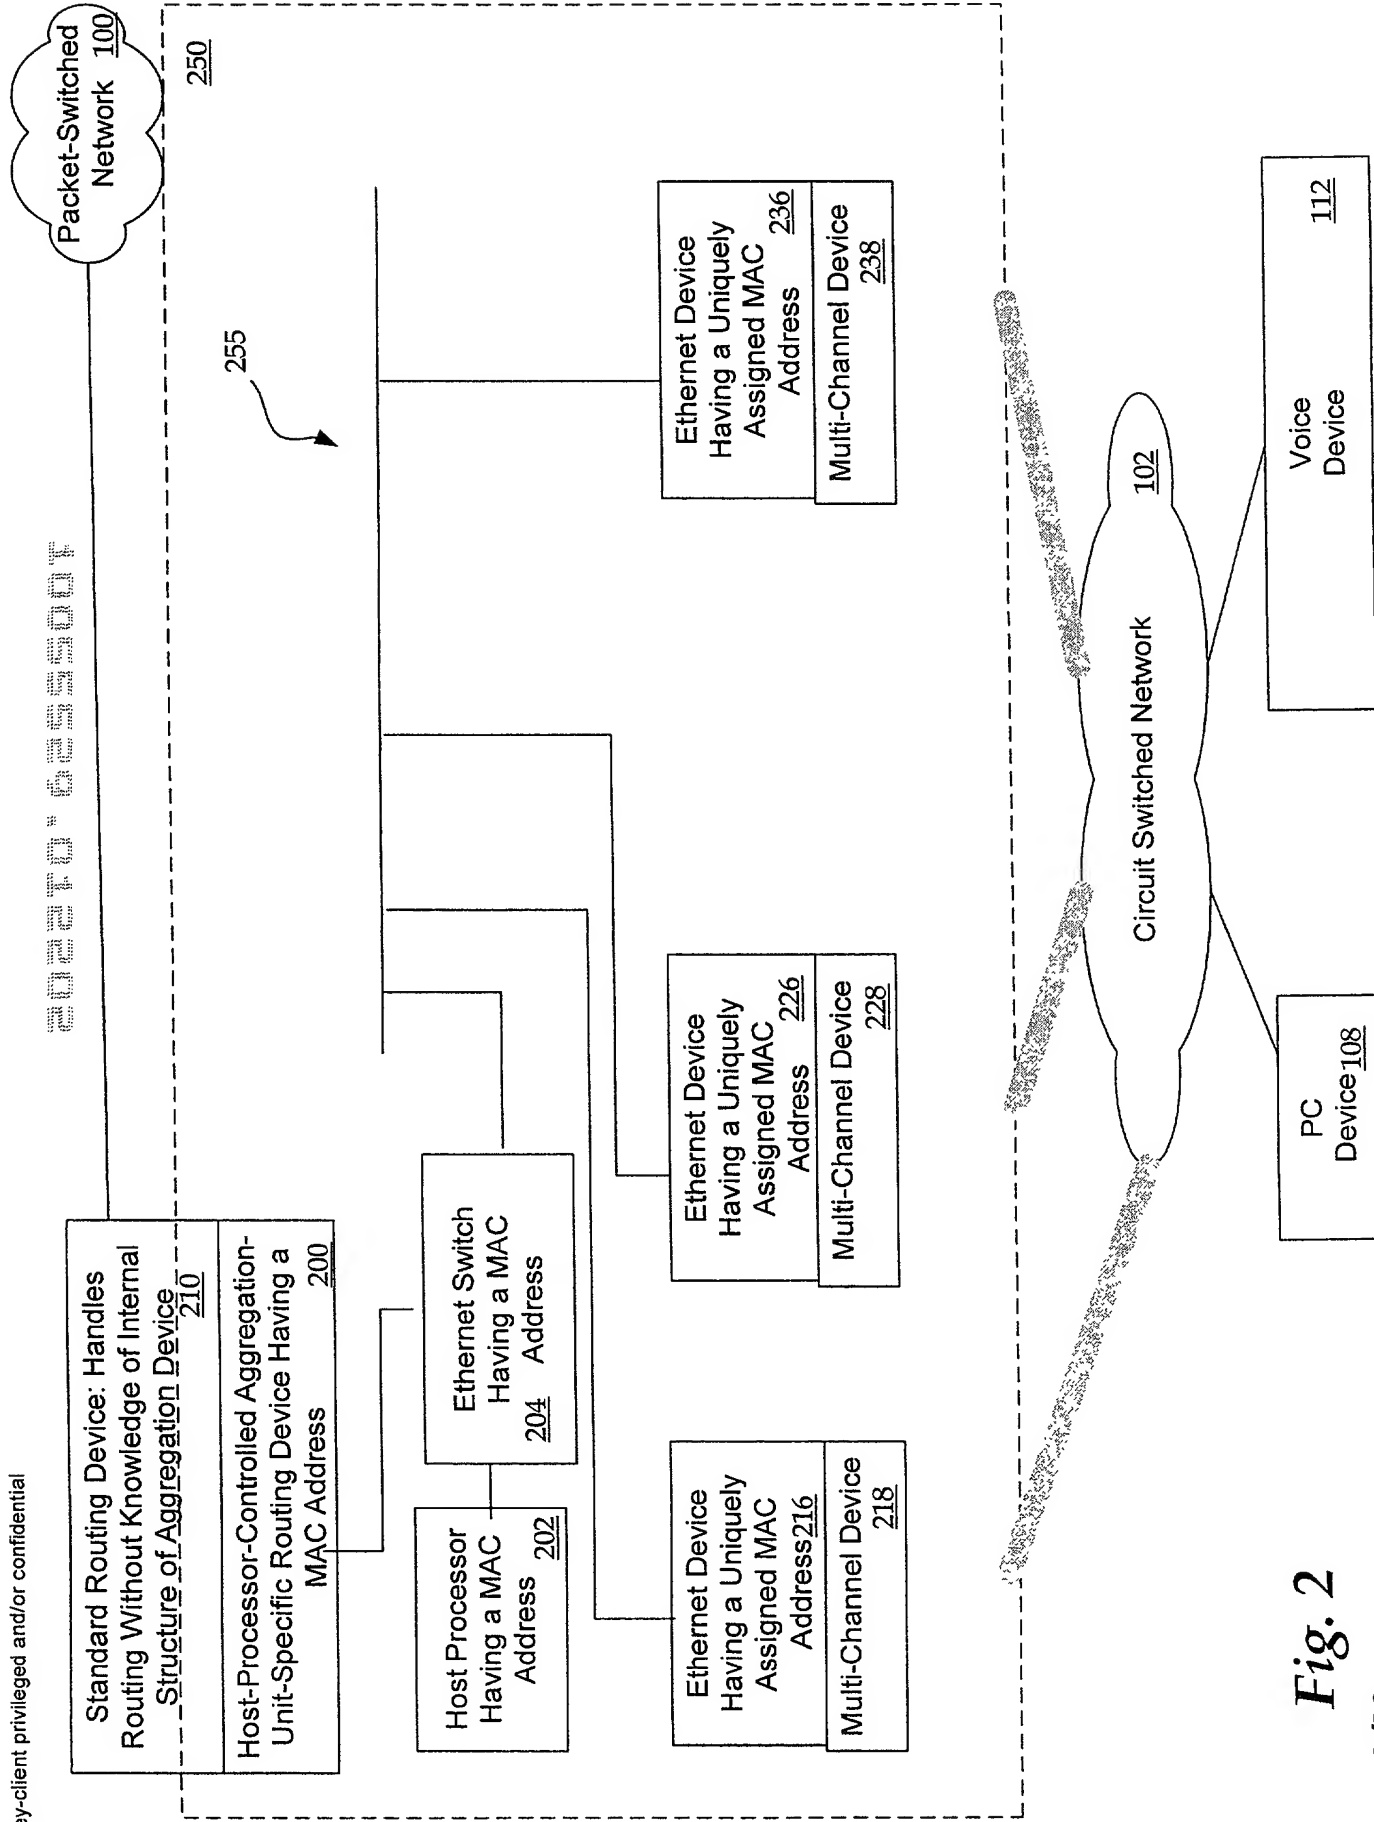 ey-client privileged and/or confidential
Standard Routing Device: Handles
Routing Without Knowledge of Internal
Structure of Aggregation Device
210
Host-Processor-Controlled Aggregation-
Unit-Specific Routing Device Having a
MAC Address
200
Packet-Switched
Network 100
250
255
Host Processor
Having a MAC
Address
202
Ethernet Switch
Having a MAC
204 Address
Ethernet Device
Having a Uniquely
Assigned MAC
Address216
Multi-Channel Device
218
Ethernet Device
Having a Uniquely
Assigned MAC
226
Address
Multi-Channel Device
228
Ethernet Device
Having a Uniquely
Assigned MAC
236
Address
Multi-Channel Device
238
Circuit Switched Network
102
PC
Device108
Voice
Device
112
Fig. 2